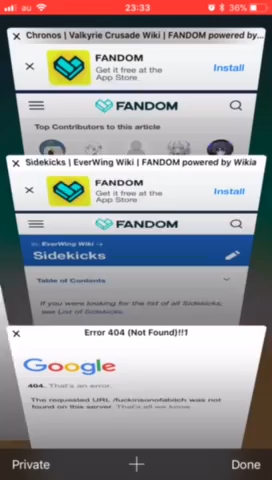 au 23:33 36%
Chronos | Valkyrie Crusade Wiki | FANDOM powered by...
FANDOM
Get it free at the
App Store
Install
FANDOM
Top Contributors to this article
Sidekicks | EverWing Wiki | FANDOM powered by Wikia
FANDOM
Get it free at the
App Store
Install
FANDOM
EverWing Wiki
Sidekicks
Table of Contents
If you were looking for the list of all Sidekicks,
see List of Sidekicks.
Error 404 (Not Found)!!1
Google
404. That's an error.
The requested URL /fuckrisonsofabitch was not
found on this server. That's all we know.
Private
Done